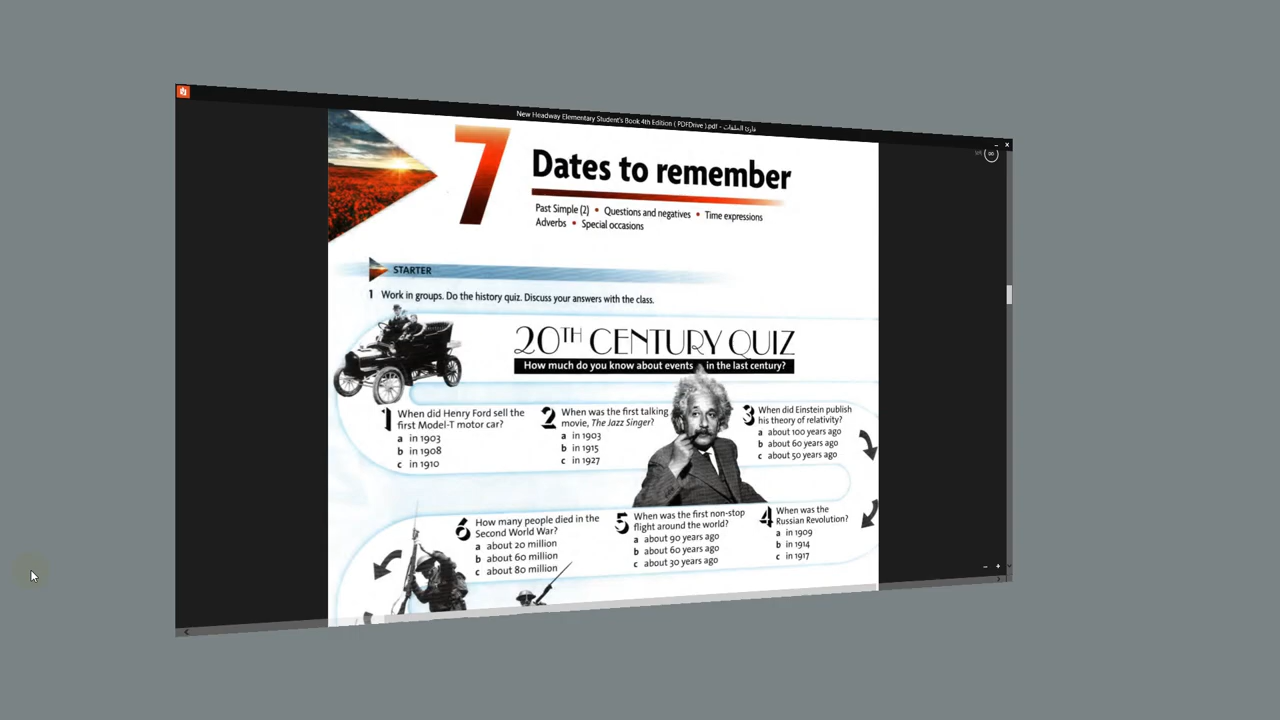 New Headway Elementary Student's Book 4th Edition ( PDFDrive ).pdf - قارئ الملفات
7
Dates to remember
Past Simple (2) • Questions and negatives • Time expressions
Adverbs • Special occasions
STARTER
1 Work in groups. Do the history quiz. Discuss your answers with the class.
20TH CENTURY QUIZ
How much do you know about events in the last century?
1 When did Henry Ford sell the
first Model-T motor car?
a in 1903
b in 1908
c in 1910
2 When was the first talking
movie, The Jazz Singer?
a in 1903
b in 1915
c in 1927
3 When did Einstein publish
his theory of relativity?
a about 100 years ago
b about 60 years ago
c about 50 years ago
6 How many people died in the
Second World War?
a about 20 million
b about 60 million
c about 80 million
5 When was the first non-stop
flight around the world?
a about 90 years ago
b about 60 years ago
c about 30 years ago
4 When was the
Russian Revolution?
a in 1909
b in 1914
c in 1917